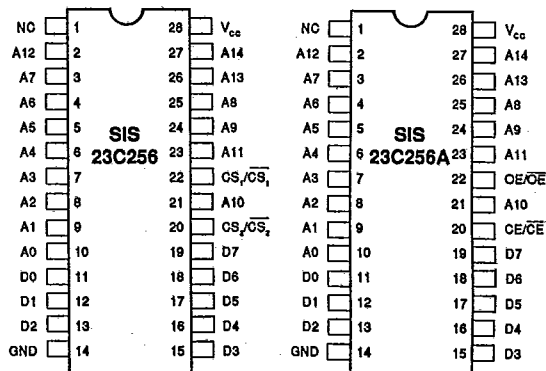 NC 1 28 Vcc NC 1 28 Vcc
A12 2 27 A14 A12 2 27 A14
A7 3 26 A13 A7 3 26 A13
A6 4 25 A8 A6 4 25 A8
A5 5 SIS 24 A9 A5 5 SIS 24 A9
A4 6 23C256 23 A11 A4 6 23C256A 23 A11
A3 7 22 CS₁/C̅S̅₁̅ A3 7 22 OE/O̅E̅
A2 8 21 A10 A2 8 21 A10
A1 9 20 CS₂/C̅S̅₂̅ A1 9 20 CE/C̅E̅
A0 10 19 D7 A0 10 19 D7
D0 11 18 D6 D0 11 18 D6
D1 12 17 D5 D1 12 17 D5
D2 13 16 D4 D2 13 16 D4
GND 14 15 D3 GND 14 15 D3